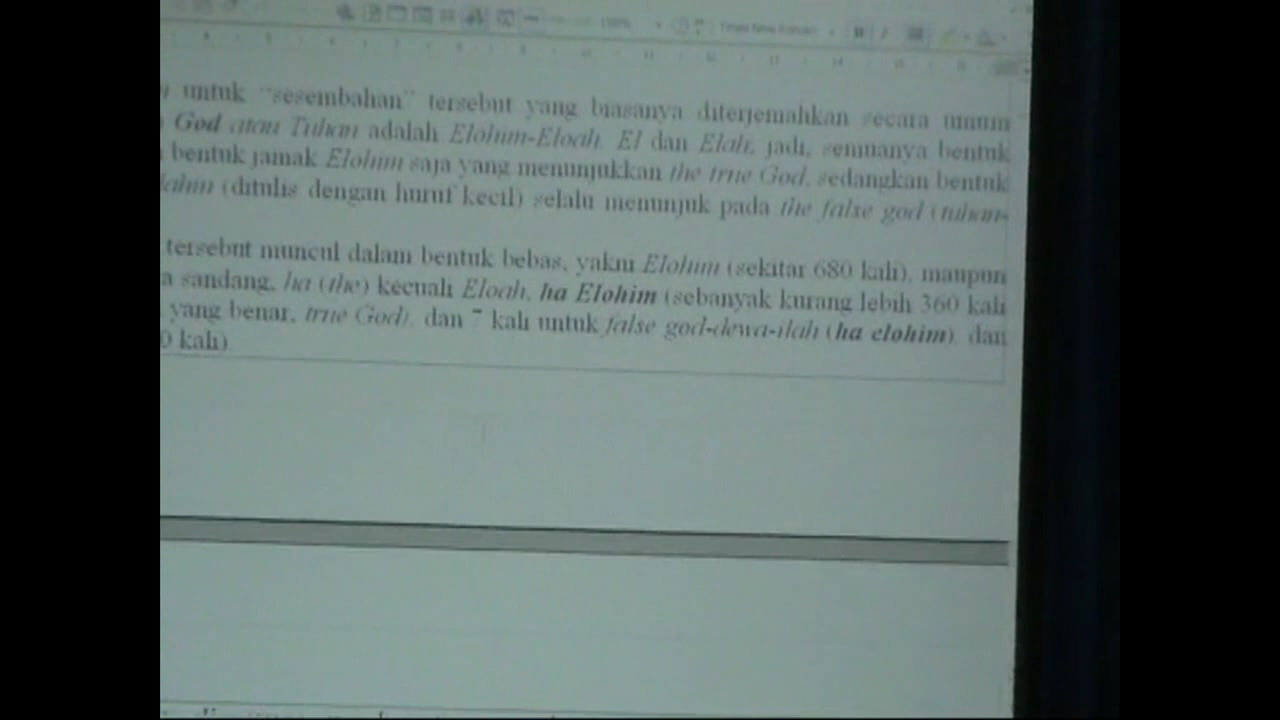 untuk "sesembahan" tersebut yang biasanya diterjemahkan secara umum
God atau Tuhan adalah Elohim-Eloah, El dan Elah, jadi, semuanya bentuk
bentuk jamak Elohim saja yang menunjukkan the true God, sedangkan bentuk
(ditulis dengan huruf kecil) selalu menunjuk pada the false god (tuhan-
tersebut muncul dalam bentuk bebas, yakni Elohim (sekitar 680 kali), maupun
a sandang, ha (the) kecuali Eloah, ha Elohim (sebanyak kurang lebih 360 kali
yang benar, true God), dan 7 kali untuk false god-dewa-ilah (ha elohim), dan
0 kali)